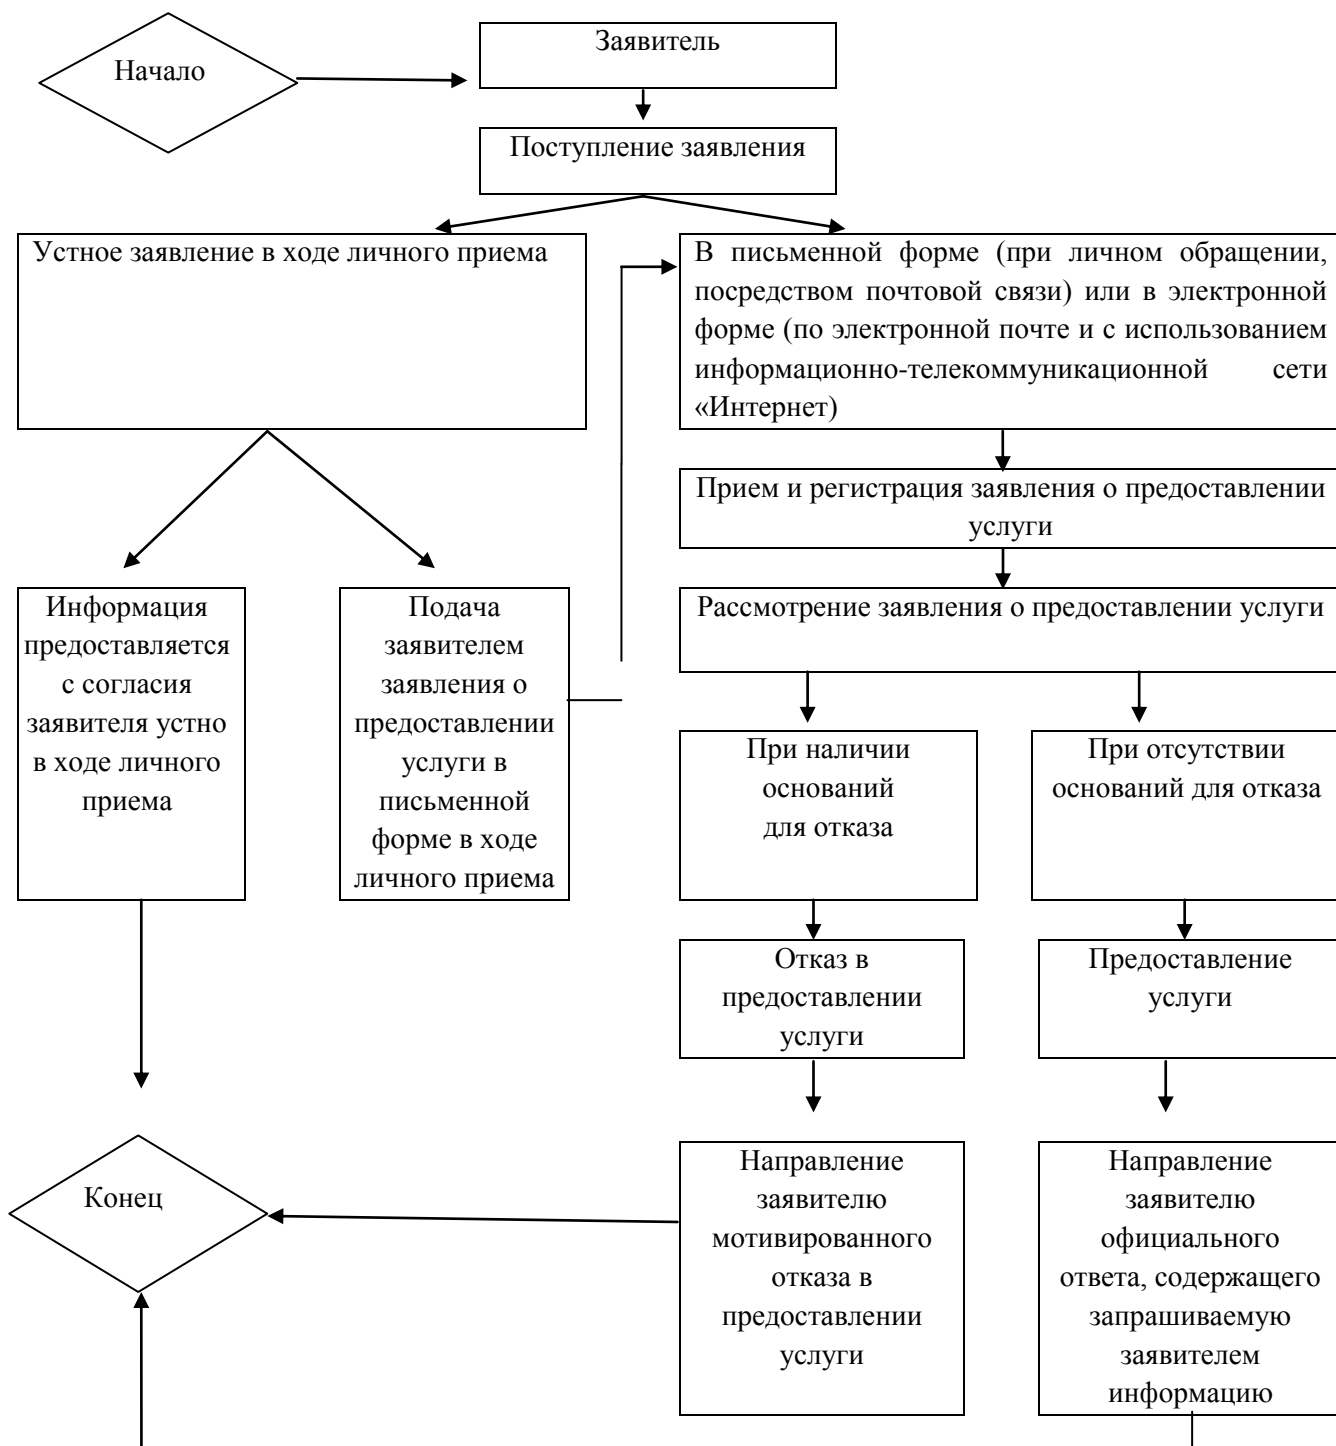 Начало
Заявитель
Поступление заявления
Устное заявление в ходе личного приема
В письменной форме (при личном обращении,
посредством почтовой связи) или в электронной
форме (по электронной почте и с использованием
информационно-телекоммуникационной сети
«Интернет)
Прием и регистрация заявления о предоставлении
услуги
Информация
предоставляется
с согласия
заявителя устно
в ходе личного
приема
Подача
заявителем
заявления о
предоставлении
услуги в
письменной
форме в ходе
личного приема
Рассмотрение заявления о предоставлении услуги
При наличии
оснований
для отказа
При отсутствии
оснований для отказа
Отказ в
предоставлении
услуги
Предоставление
услуги
Конец
Направление
заявителю
мотивированного
отказа в
предоставлении
услуги
Направление
заявителю
официального
ответа, содержащего
запрашиваемую
заявителем
информацию